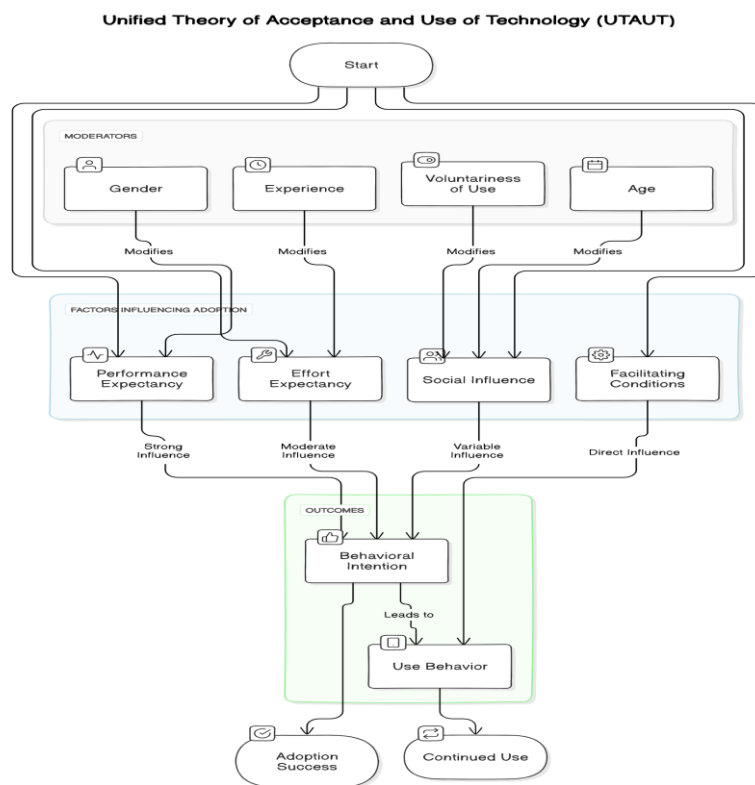 Unified Theory of Acceptance and Use of Technology (UTAUT)
Start
MODERATORS
Gender
Experience
Voluntariness
of Use
Age
Modifies
Modifies
Modifies
Modifies
FACTORS INFLUENCING ADOPTION
Performance
Expectancy
Effort
Expectancy
Social Influence
Facilitating
Conditions
Strong
Influence
Moderate
Influence
Variable
Influence
Direct Influence
OUTCOMES
Behavioral
Intention
Leads to
Use Behavior
Adoption
Success
Continued Use